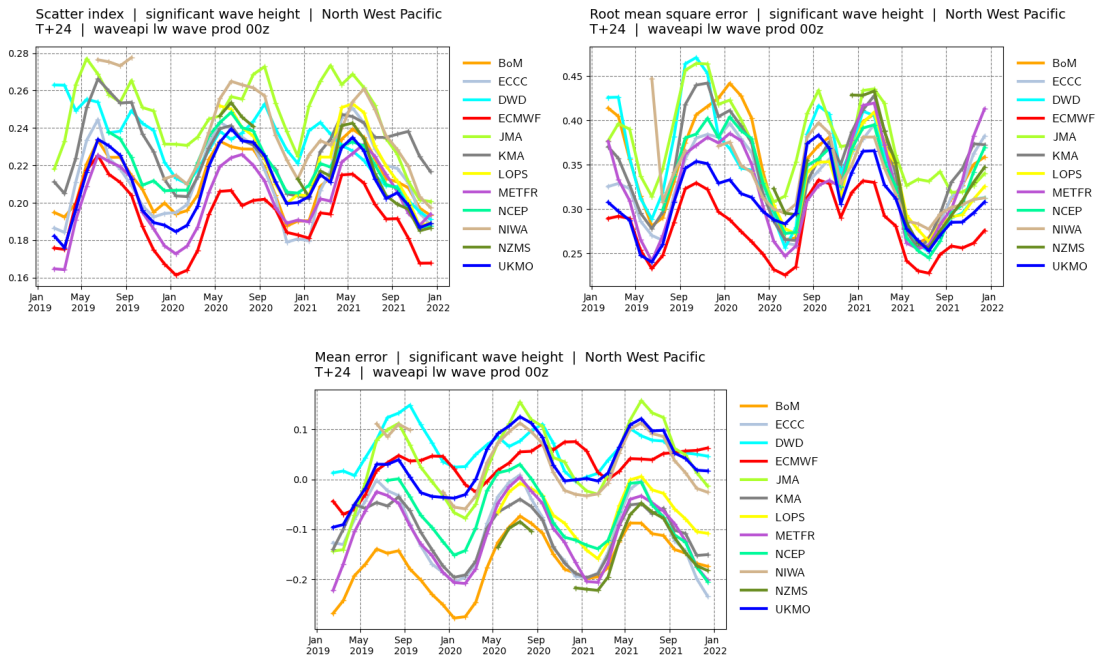 Scatter index | significant wave height | North West Pacific
T+24 | waveapi lw wave prod 00z
0.28
0.26
0.24
0.22
0.20
0.18
0.16
Jan 2019
May 2019
Sep 2019
Jan 2020
May 2020
Sep 2020
Jan 2021
May 2021
Sep 2021
Jan 2022
BoM
ECCC
DWD
ECMWF
JMA
KMA
LOPS
METFR
NCEP
NIWA
NZMS
UKMO
Root mean square error | significant wave height | North West Pacific
T+24 | waveapi lw wave prod 00z
0.45
0.40
0.35
0.30
0.25
Jan 2019
May 2019
Sep 2019
Jan 2020
May 2020
Sep 2020
Jan 2021
May 2021
Sep 2021
Jan 2022
BoM
ECCC
DWD
ECMWF
JMA
KMA
LOPS
METFR
NCEP
NIWA
NZMS
UKMO
Mean error | significant wave height | North West Pacific
T+24 | waveapi lw wave prod 00z
0.1
0.0
−0.1
−0.2
Jan 2019
May 2019
Sep 2019
Jan 2020
May 2020
Sep 2020
Jan 2021
May 2021
Sep 2021
Jan 2022
BoM
ECCC
DWD
ECMWF
JMA
KMA
LOPS
METFR
NCEP
NIWA
NZMS
UKMO